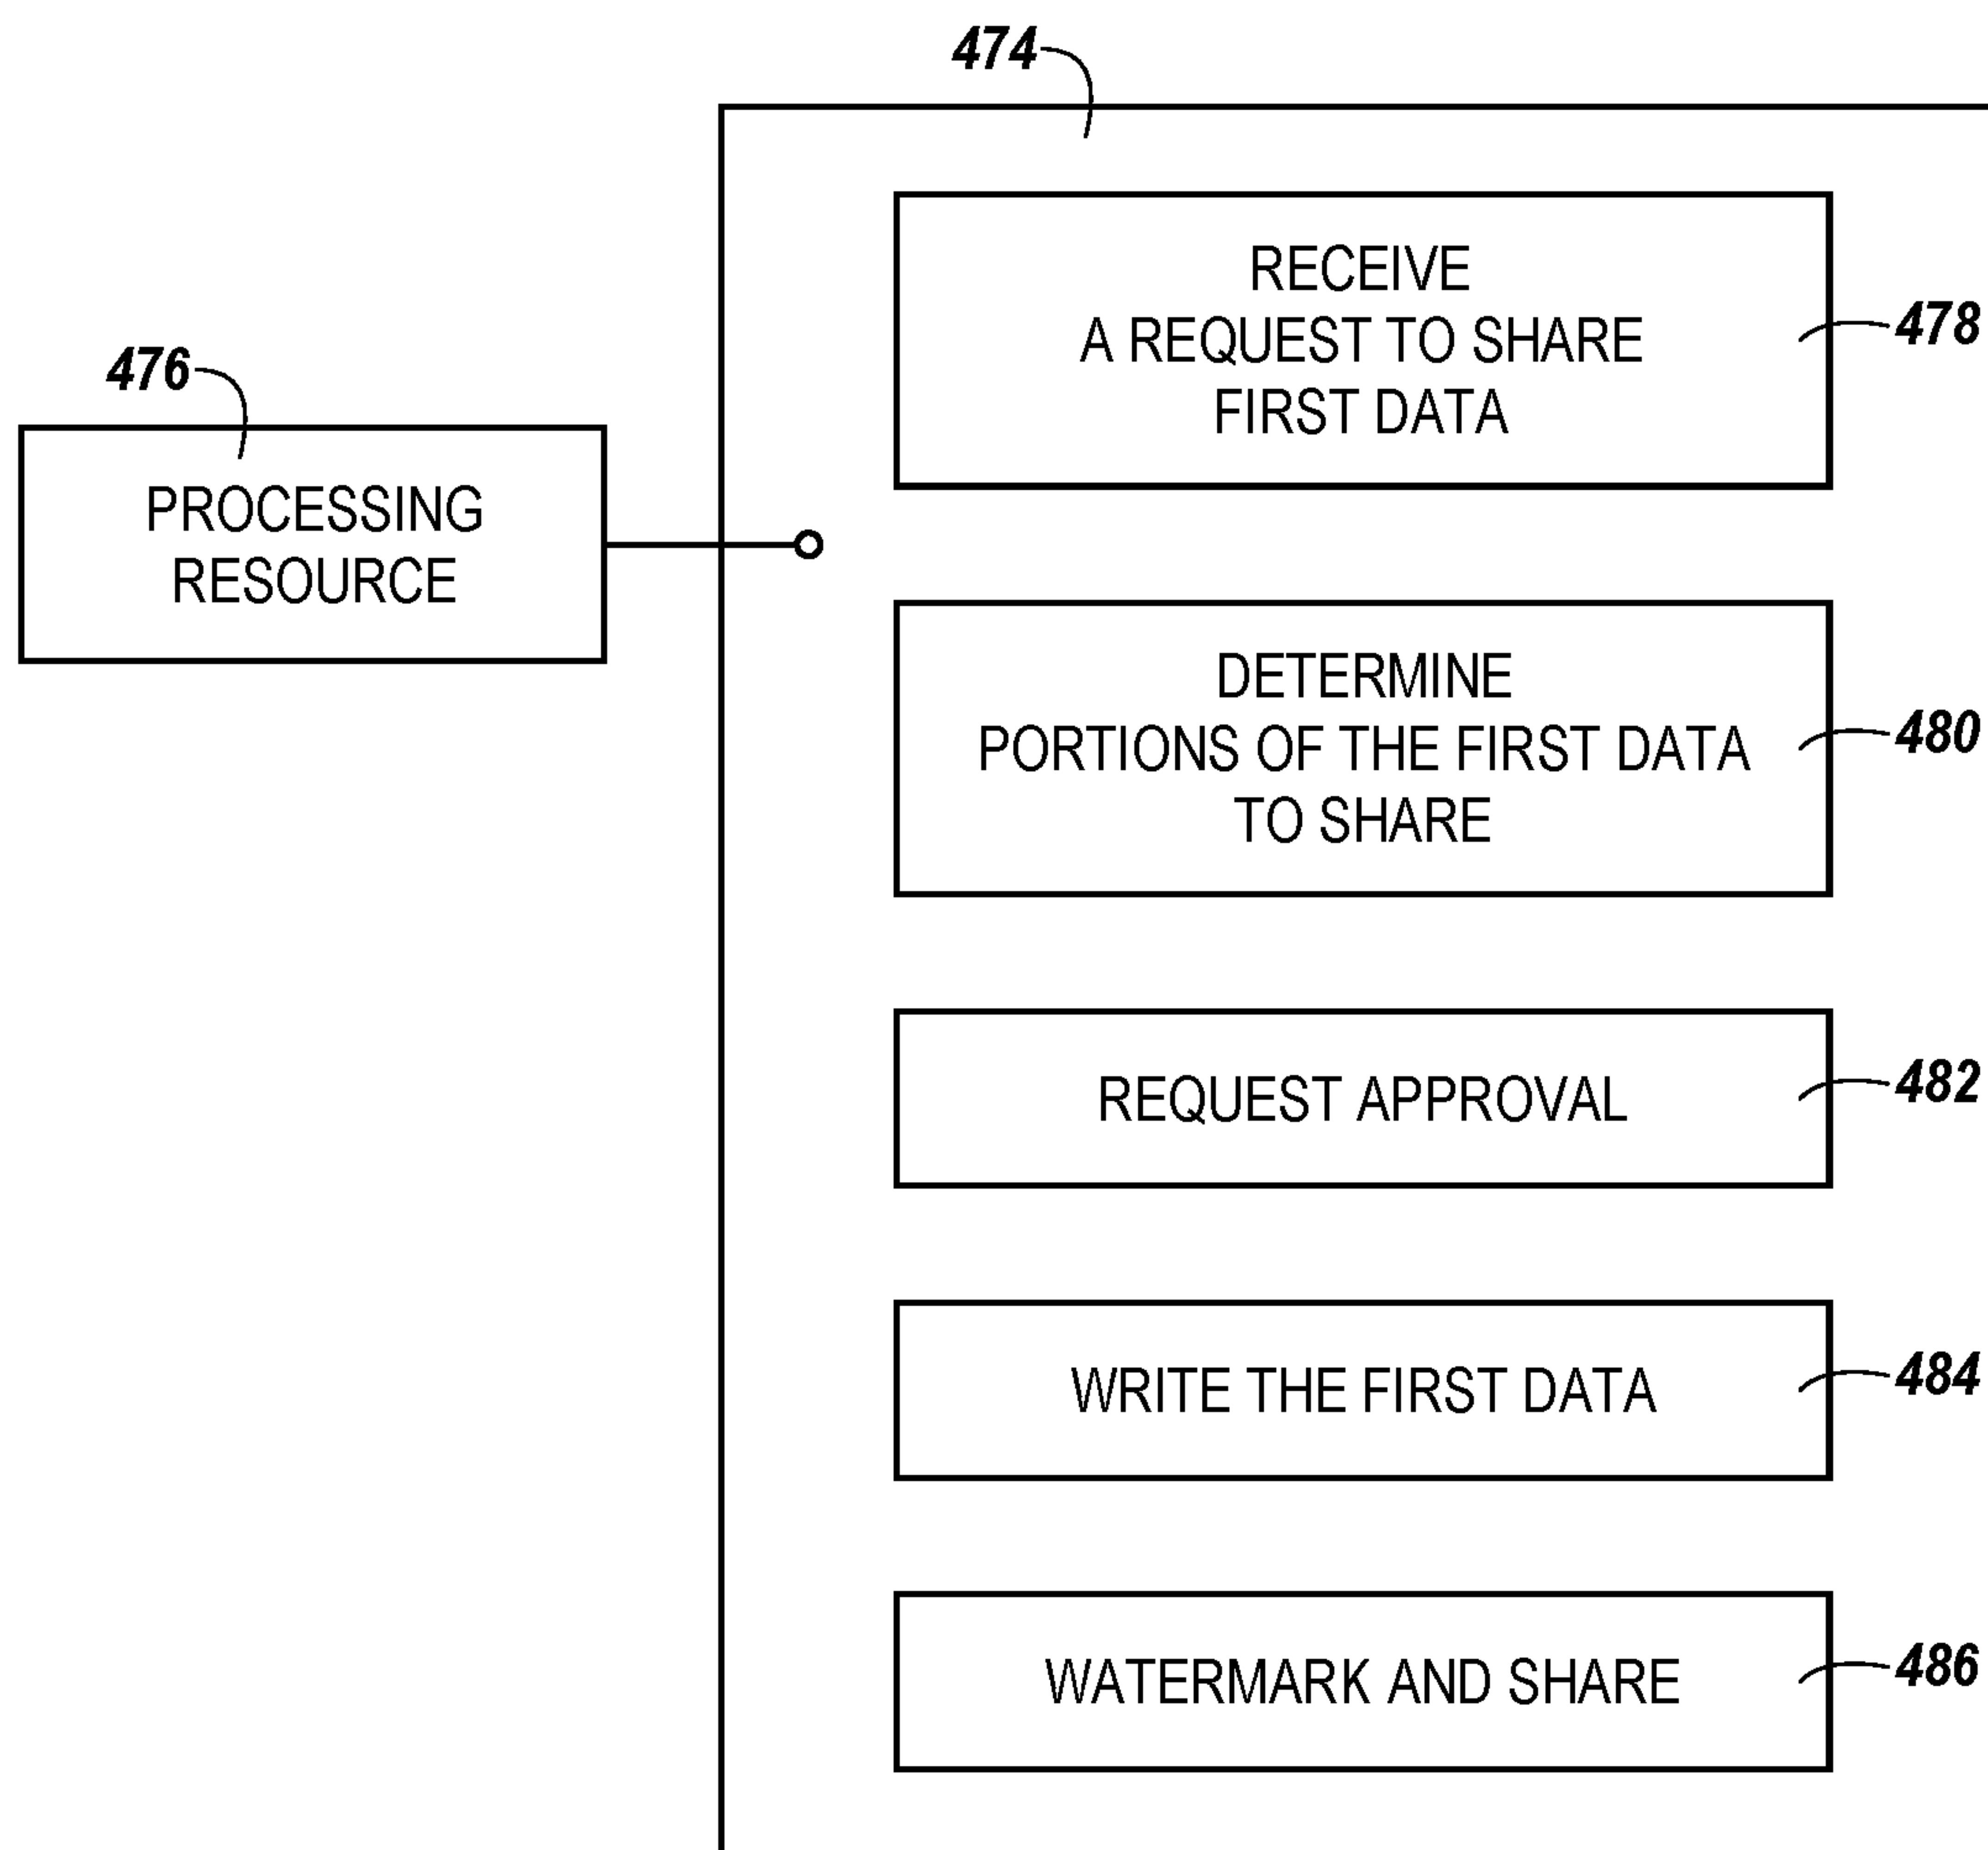 474
RECEIVE
A REQUEST TO SHARE
FIRST DATA
478
476
PROCESSING
RESOURCE
DETERMINE
PORTIONS OF THE FIRST DATA
TO SHARE
480
REQUEST APPROVAL
482
WRITE THE FIRST DATA
484
WATERMARK AND SHARE
486